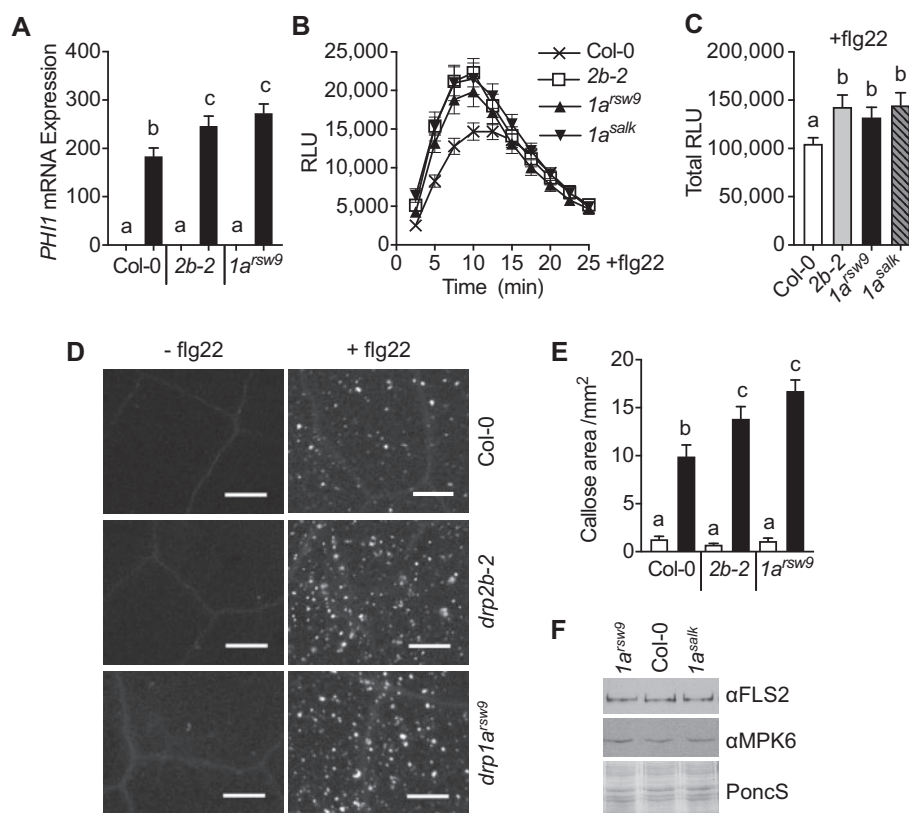 A
PHI1 mRNA Expression
400
300
200
100
0
a
b
a
c
a
c
Col-0
2b-2
1a^rsw9
B
RLU
25,000
20,000
15,000
10,000
5,000
0
0
5
10
15
20
25
+flg22
Time (min)
Col-0
2b-2
1a^rsw9
1a^salk
C
+flg22
Total RLU
200,000
150,000
100,000
50,000
0
a
b
b
b
Col-0
2b-2
1a^rsw9
1a^salk
D
- flg22
+ flg22
Col-0
drp2b-2
drp1a^rsw9
E
Callose area /mm²
20
15
10
5
0
a
b
a
c
a
c
Col-0
2b-2
1a^rsw9
F
1a^rsw9
Col-0
1a^salk
αFLS2
αMPK6
PoncS